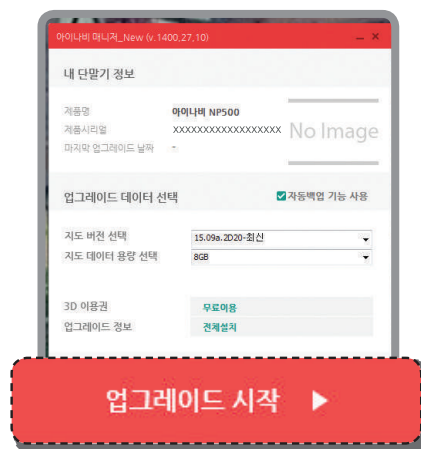 아이나비 매니저_New (v.1400,27,10)
내 단말기 정보
제품명 아이나비 NP500
제품시리얼 XXXXXXXXXXXXXXXXXX
마지막 업그레이드 날짜 -
No Image
업그레이드 데이터 선택 자동백업 기능 사용
지도 버전 선택 15.09a.2D20-최신
지도 데이터 용량 선택 8GB
3D 이용권 무료이용
업그레이드 정보 전체설치
업그레이드 시작